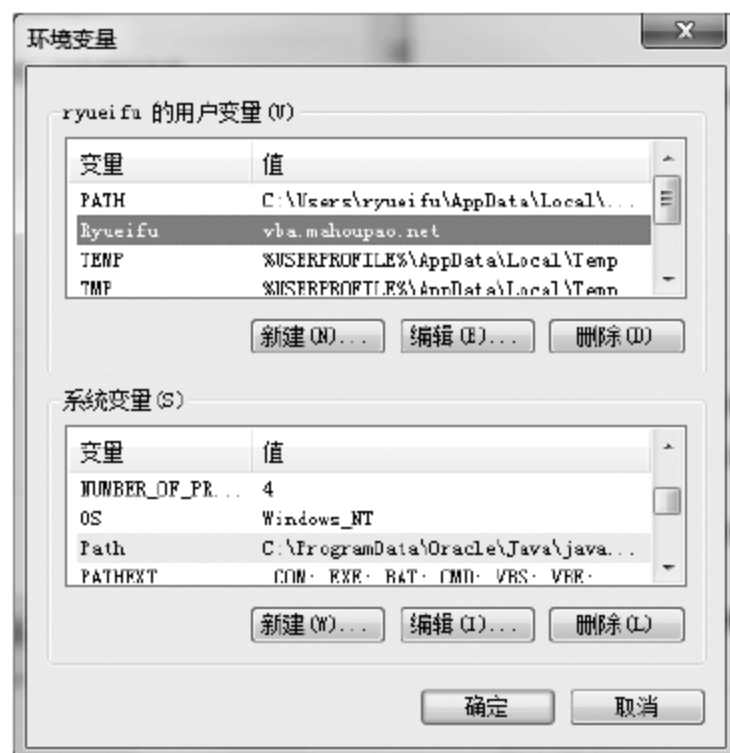 环境变量
ryueifu 的用户变量(U)
变量 值
PATH C:\Users\ryueifu\AppData\Local\...
Ryueifu vba.mahoupao.net
TEMP %USERPROFILE%\AppData\Local\Temp
TMP %USERPROFILE%\AppData\Local\Temp
新建(N)... 编辑(E)... 删除(D)
系统变量(S)
变量 值
NUMBER_OF_PR... 4
OS Windows_NT
Path C:\ProgramData\Oracle\Java\java...
PATHEXT .COM;.EXE;.BAT;.CMD;.VBS;.VBE;
新建(W)... 编辑(I)... 删除(L)
确定 取消